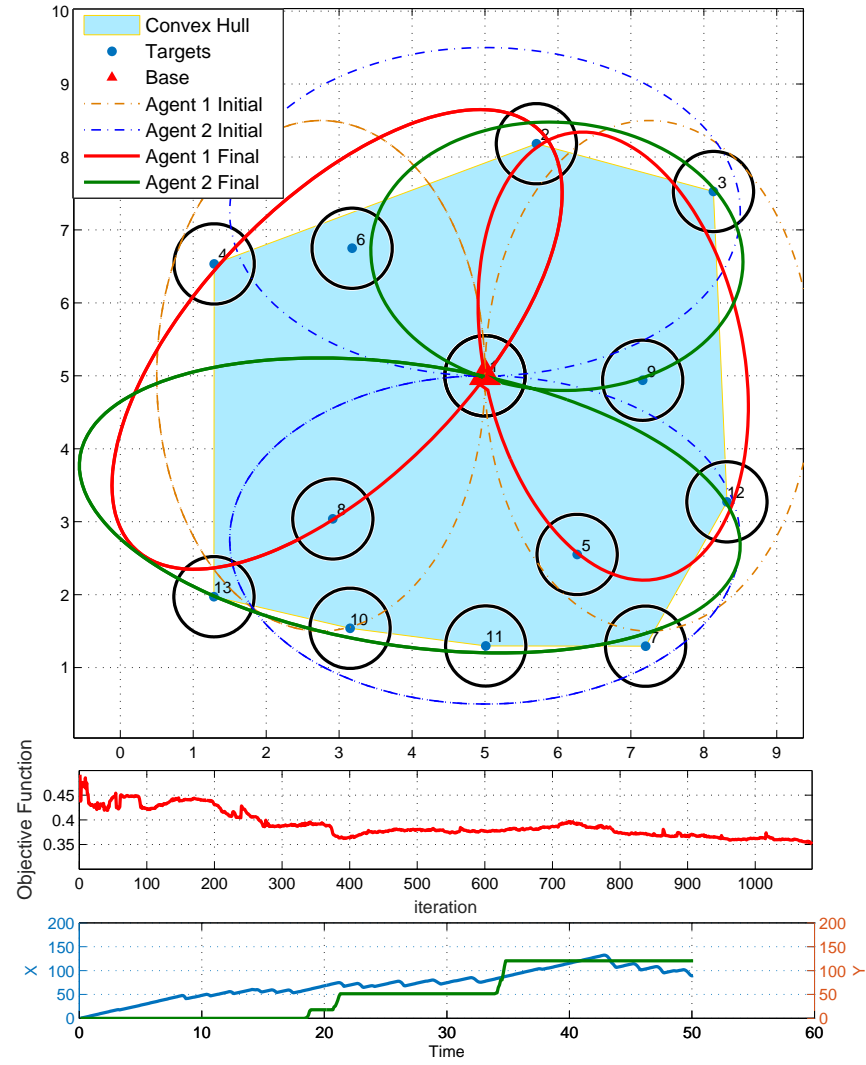 Convex Hull
Targets
Base
Agent 1 Initial
Agent 2 Initial
Agent 1 Final
Agent 2 Final
10
9
8
7
6
5
4
3
2
1
0 1 2 3 4 5 6 7 8 9
2
3
4
6
1
9
12
8
5
13
10
11
7
Objective Function
0.45
0.4
0.35
0 100 200 300 400 500 600 700 800 900 1000
iteration
X
200
150
100
50
0
200
150
100
50
0
Y
0 10 20 30 40 50 60
Time